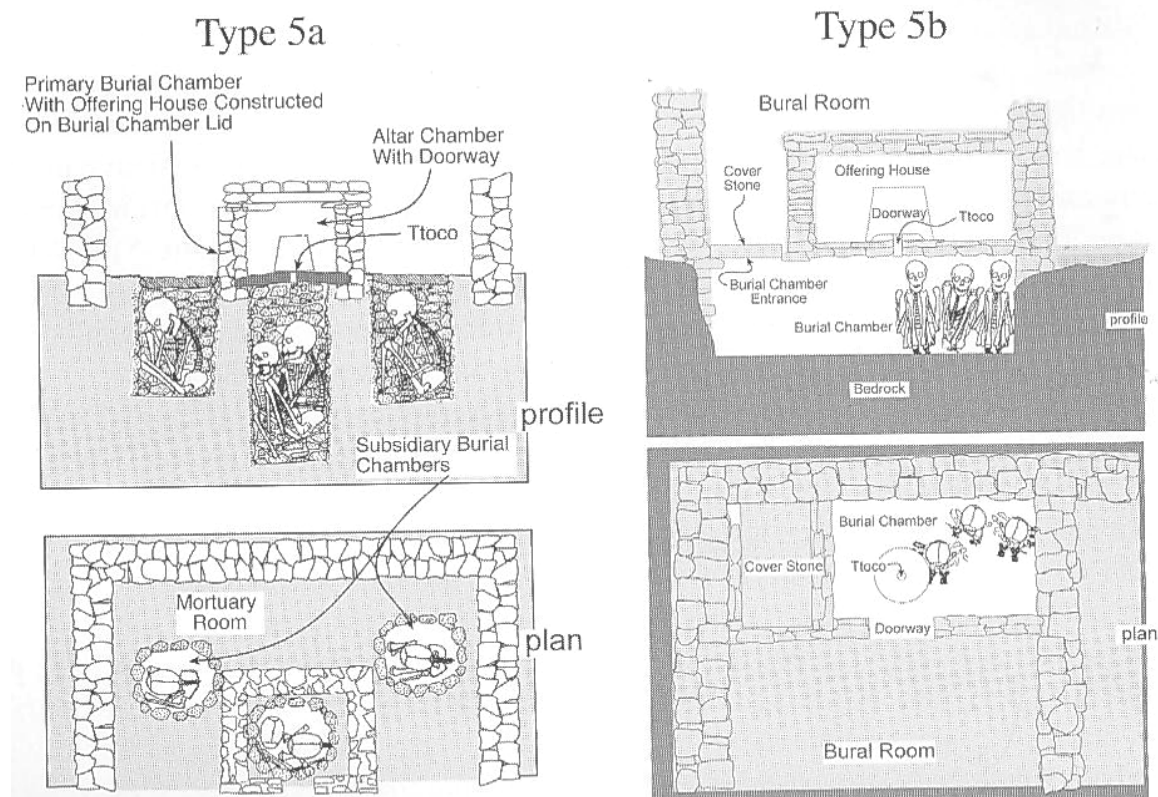 Type 5a
Primary Burial Chamber
With Offering House Constructed
On Burial Chamber Lid
Altar Chamber
With Doorway
Ttoco
profile
Subsidiary Burial
Chambers
Mortuary
Room
plan
Type 5b
Bural Room
Cover
Stone
Offering House
Doorway
Ttoco
Burial Chamber
Entrance
Burial Chamber
profile
Bedrock
Burial Chamber
Cover Stone
Ttoco
Doorway
plan
Bural Room